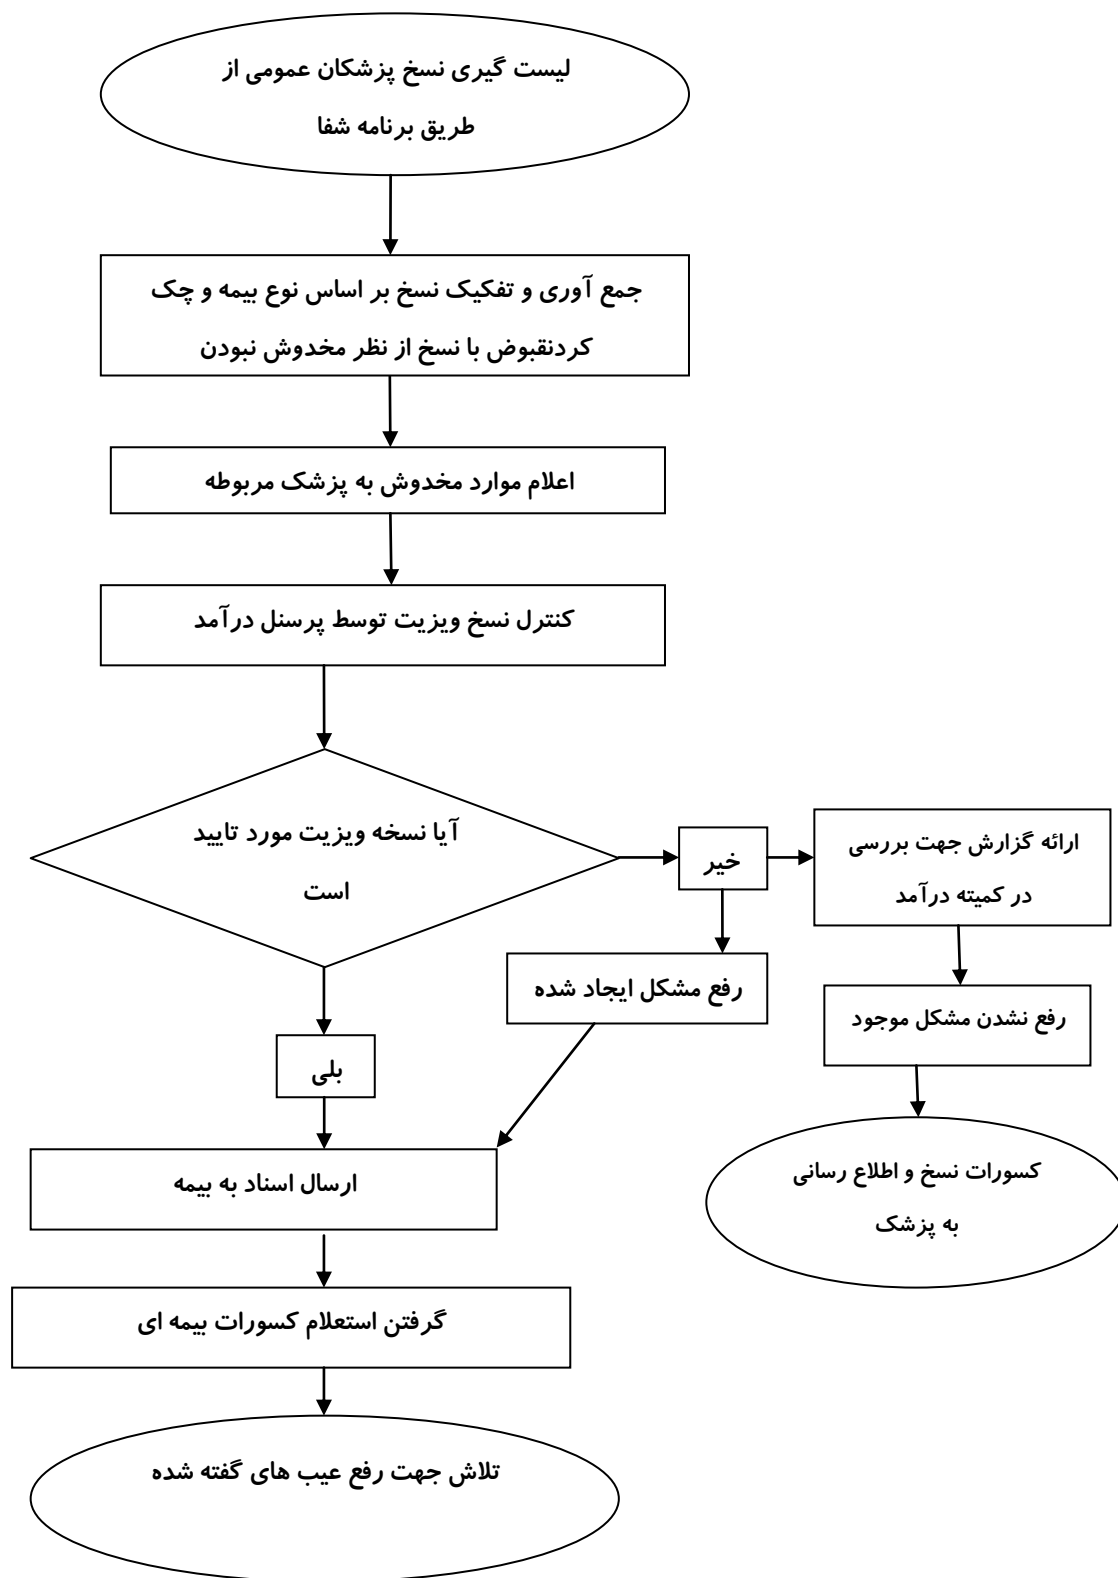 لیست گیری نسخ پزشکان عمومی از
طریق برنامه شفا
جمع آوری و تفکیک نسخ بر اساس نوع بیمه و چک
کردنقبوض با نسخ از نظر مخدوش نبودن
اعلام موارد مخدوش به پزشک مربوطه
کنترل نسخ ویزیت توسط پرسنل درآمد
آیا نسخه ویزیت مورد تایید
است
خیر
ارائه گزارش جهت بررسی
در کمیته درآمد
رفع مشکل ایجاد شده
رفع نشدن مشکل موجود
بلی
کسورات نسخ و اطلاع رسانی
به پزشک
ارسال اسناد به بیمه
گرفتن استعلام کسورات بیمه ای
تلاش جهت رفع عیب های گفته شده